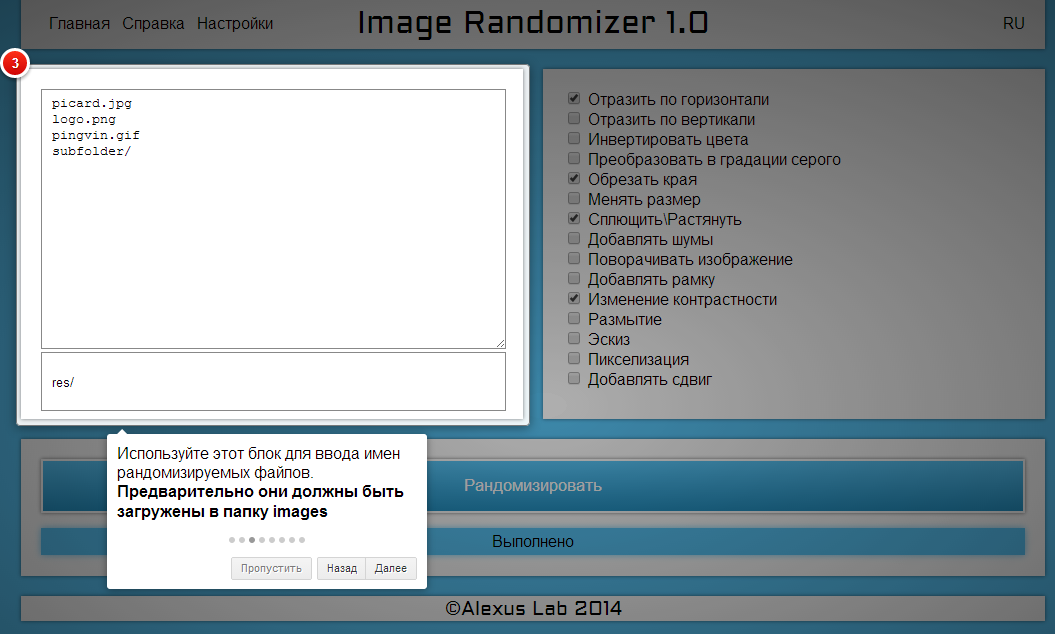 Главная Справка Настройки
Image Randomizer 1.0
RU
3
picard.jpg
logo.png
pingvin.gif
subfolder/
res/
Отразить по горизонтали
Отразить по вертикали
Инвертировать цвета
Преобразовать в градации серого
Обрезать края
Менять размер
Сплющить\Растянуть
Добавлять шумы
Поворачивать изображение
Добавлять рамку
Изменение контрастности
Размытие
Эскиз
Пикселизация
Добавлять сдвиг
Используйте этот блок для ввода имен
рандомизируемых файлов.
Предварительно они должны быть
загружены в папку images
Пропустить Назад Далее
Рандомизировать
Выполнено
©Alexus Lab 2014